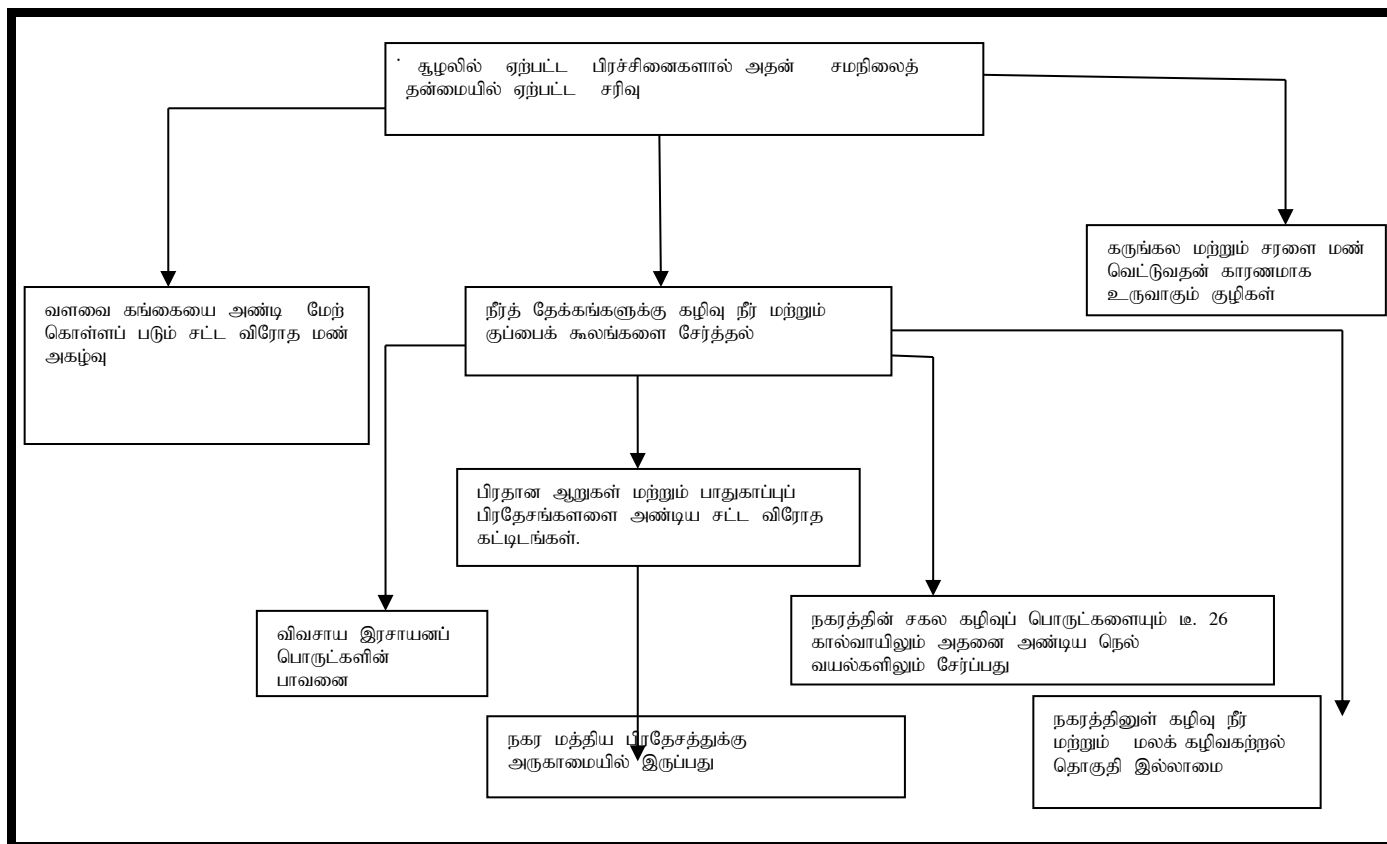 சூழலில் ஏற்பட்ட பிரச்சினைகளால் அதன் சமநிலைத்
தன்மையில் ஏற்பட்ட சரிவு
கருங்கல மற்றும் சரளை மண்
வெட்டுவதன் காரணமாக
உருவாகும் குழிகள்
வளவை கங்கையை அண்டி மேற்
கொள்ளப் படும் சட்ட விரோத மண்
அகழ்வு
நீர்த் தேக்கங்களுக்கு கழிவு நீர் மற்றும்
குப்பைக் கூலங்களை சேர்த்தல்
பிரதான ஆறுகள் மற்றும் பாதுகாப்புப்
பிரதேசங்களளை அண்டிய சட்ட விரோத
கட்டிடங்கள்.
விவசாய இரசாயனப்
பொருட்களின்
பாவனை
நகரத்தின் சகல கழிவுப் பொருட்களையும் டீ. 26
கால்வாயிலும் அதனை அண்டிய நெல்
வயல்களிலும் சேர்ப்பது
நகர மத்திய பிரதேசத்துக்கு
அருகாமையில் இருப்பது
நகரத்தினுள் கழிவு நீர்
மற்றும் மலக் கழிவகற்றல்
தொகுதி இல்லாமை